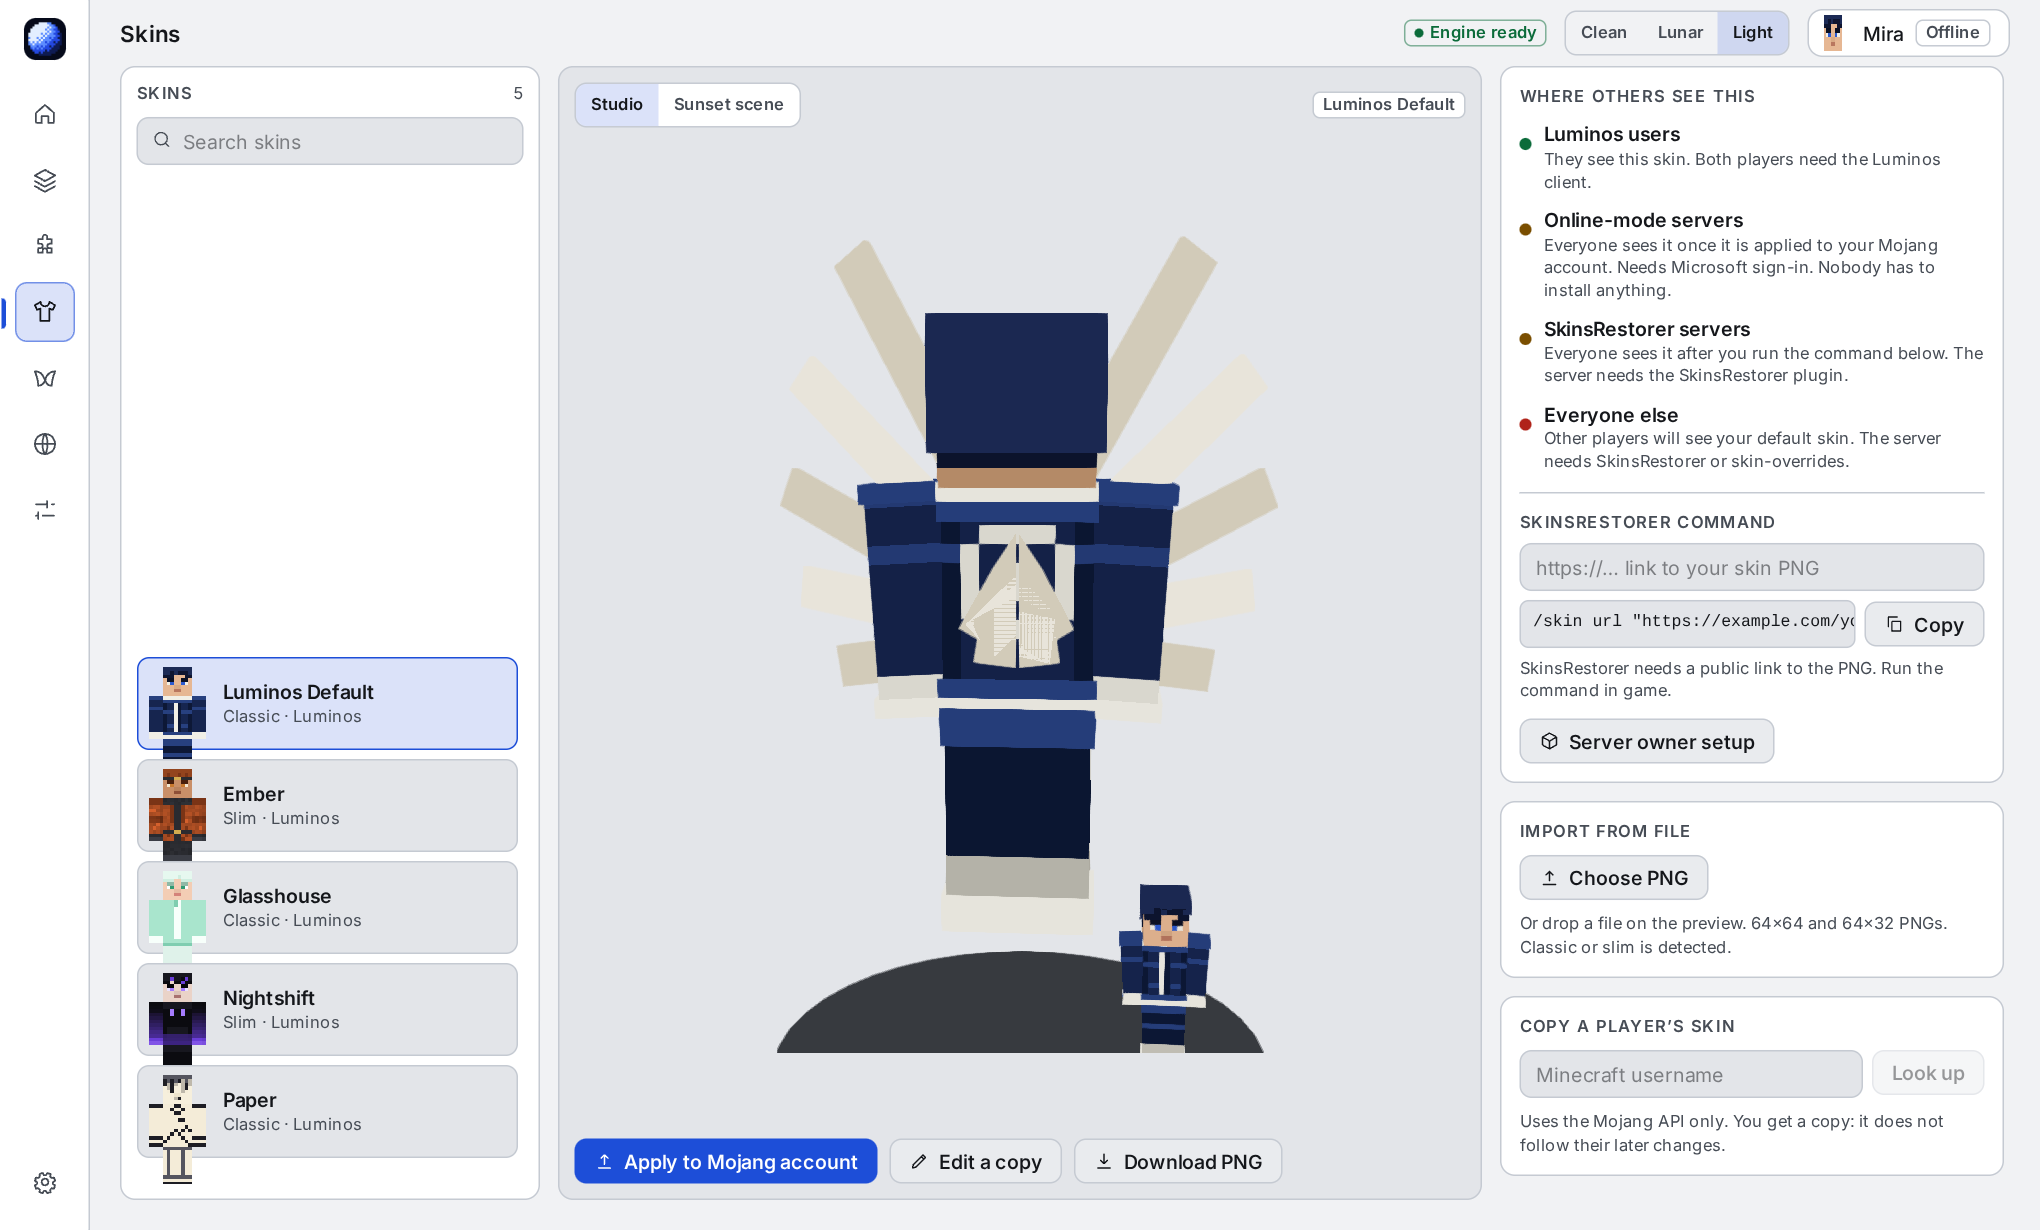 Skins
Engine ready
Clean
Lunar
Light
Mira
Offline
SKINS
5
Search skins
Luminos Default
Classic · Luminos
Ember
Slim · Luminos
Glasshouse
Classic · Luminos
Nightshift
Slim · Luminos
Paper
Classic · Luminos
Studio
Sunset scene
Luminos Default
Apply to Mojang account
Edit a copy
Download PNG
WHERE OTHERS SEE THIS
Luminos users
They see this skin. Both players need the Luminos
client.
Online-mode servers
Everyone sees it once it is applied to your Mojang
account. Needs Microsoft sign-in. Nobody has to
install anything.
SkinsRestorer servers
Everyone sees it after you run the command below. The
server needs the SkinsRestorer plugin.
Everyone else
Other players will see your default skin. The server
needs SkinsRestorer or skin-overrides.
SKINSRESTORER COMMAND
https://... link to your skin PNG
/skin url "https://example.com/yo
Copy
SkinsRestorer needs a public link to the PNG. Run the
command in game.
Server owner setup
IMPORT FROM FILE
Choose PNG
Or drop a file on the preview. 64×64 and 64×32 PNGs.
Classic or slim is detected.
COPY A PLAYER’S SKIN
Minecraft username
Look up
Uses the Mojang API only. You get a copy: it does not
follow their later changes.